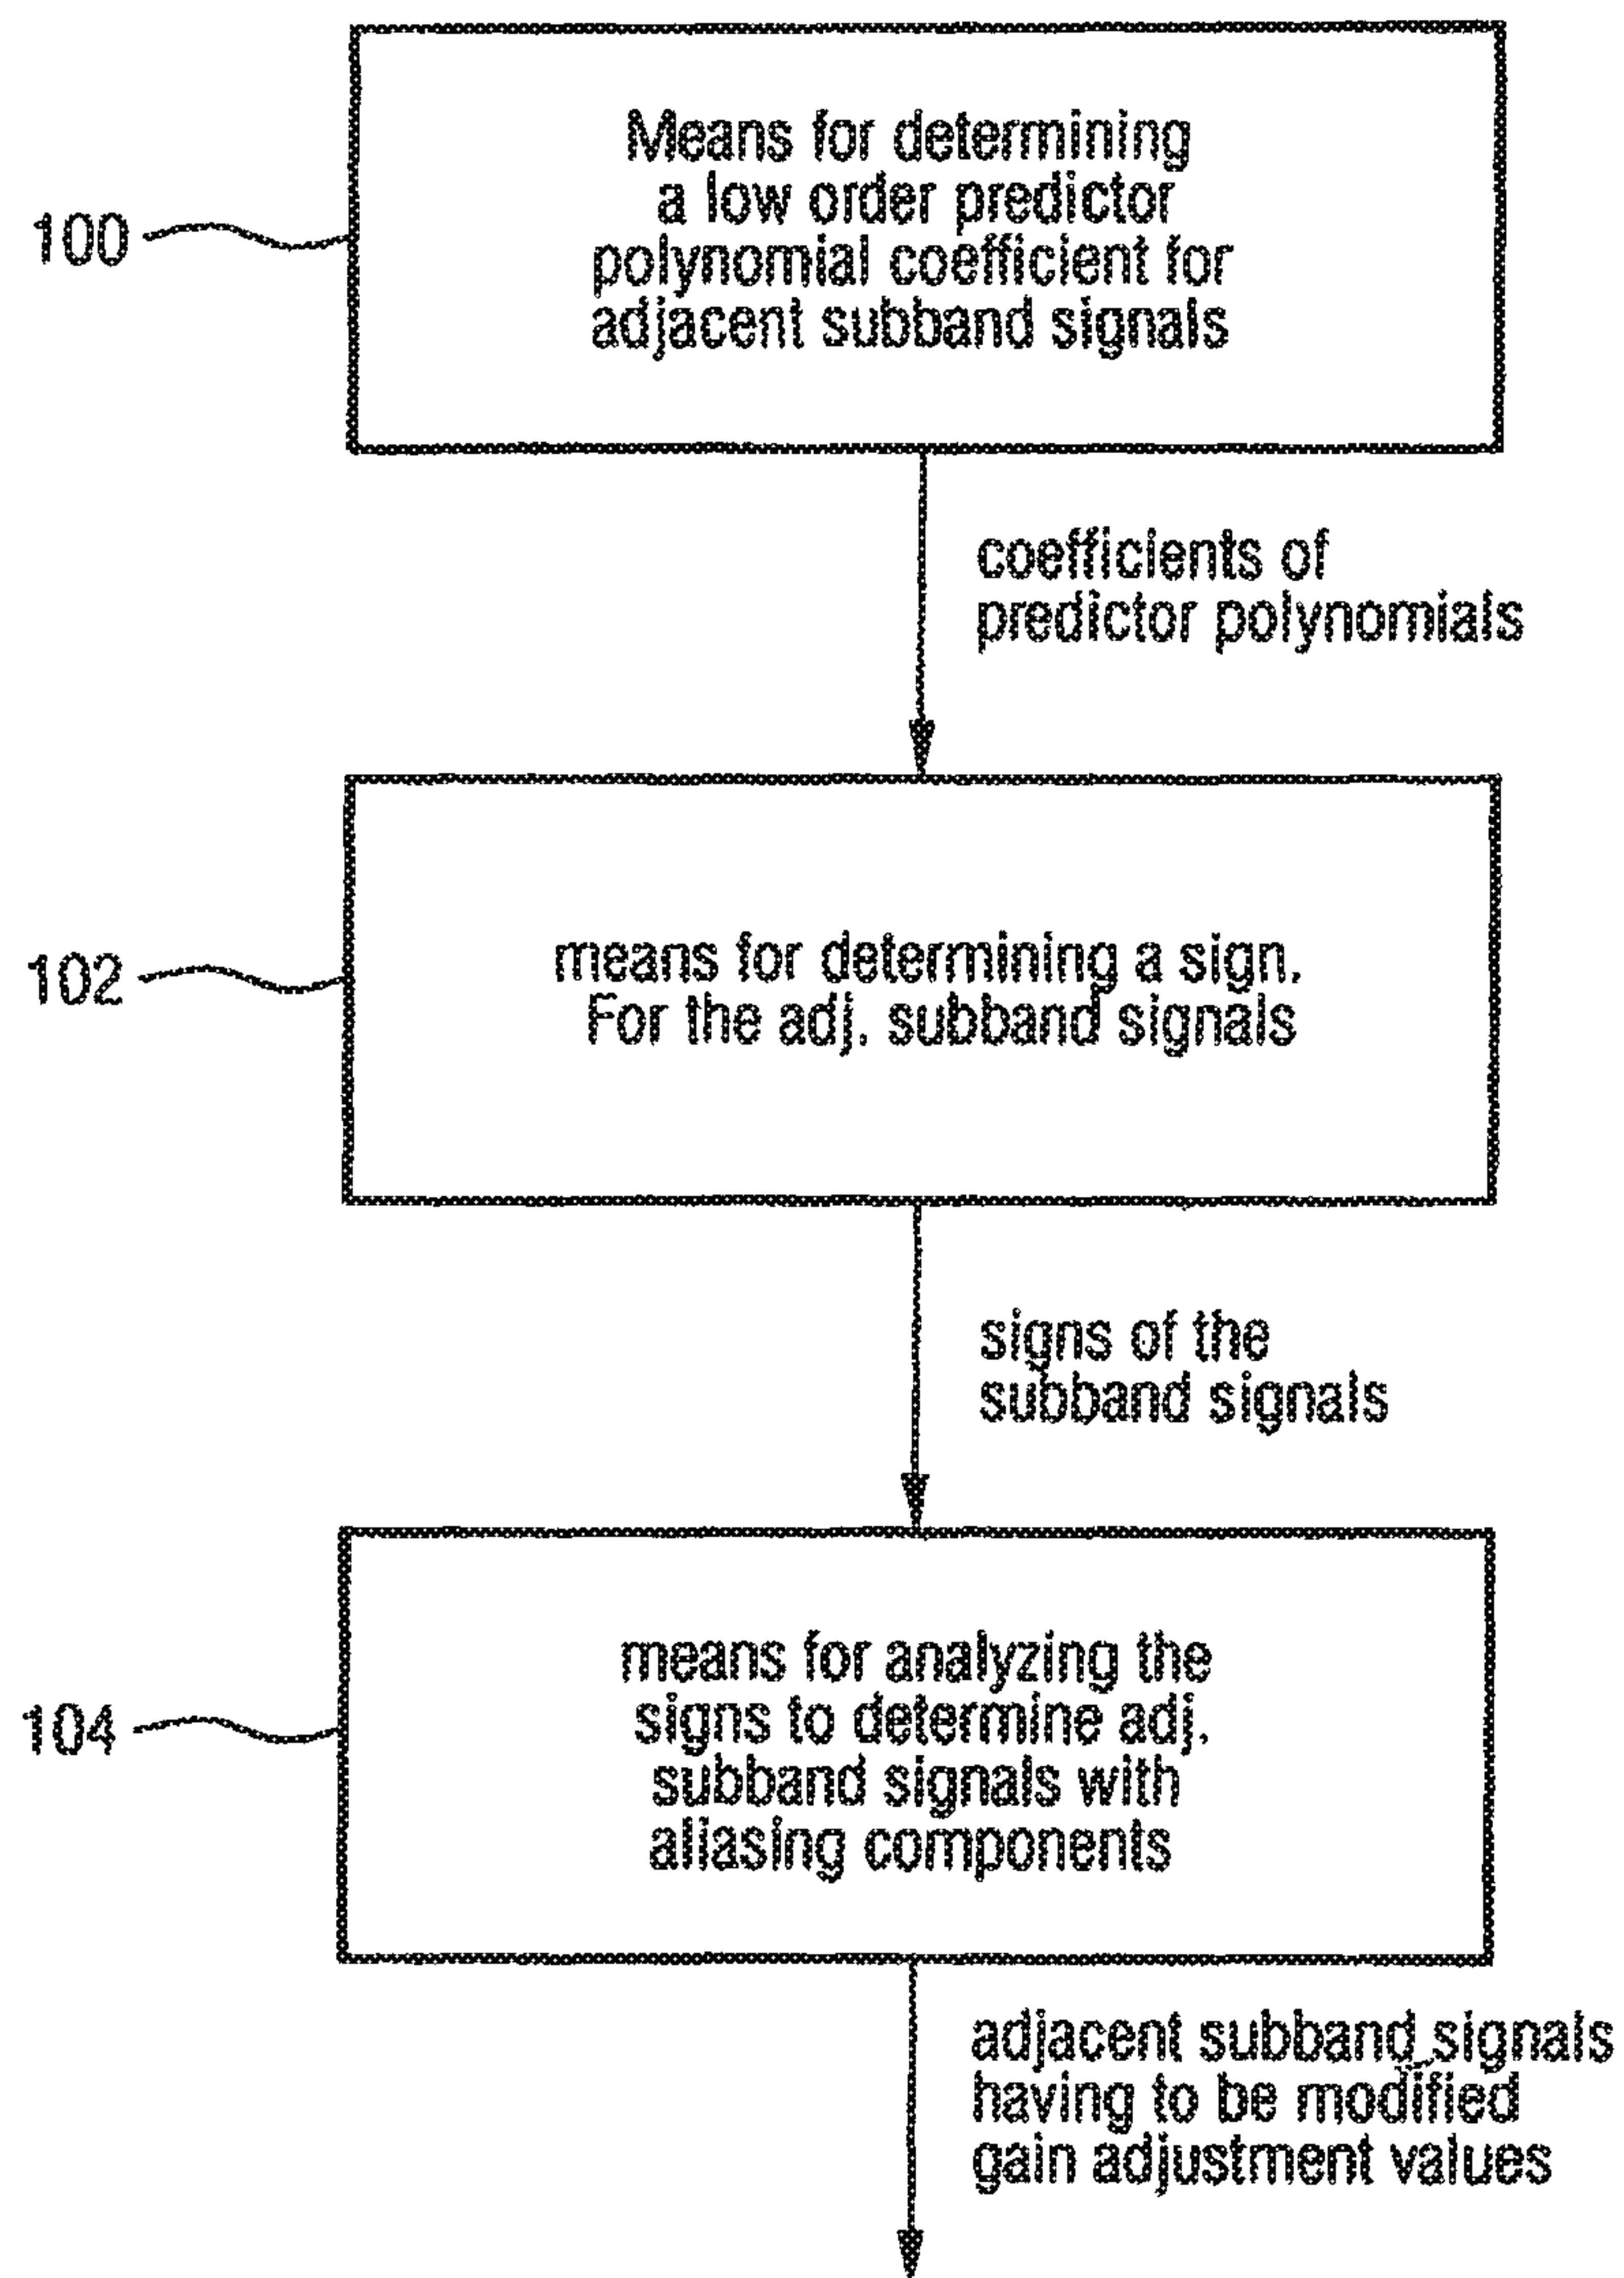 Means for determining
a low order predictor
polynomial coefficient for
adjacent subband signals
100
coefficients of
predictor polynomials
means for determining a sign.
For the adj. subband signals
102
signs of the
subband signals
means for analyzing the
signs to determine adj.
subband signals with
aliasing components
104
adjacent subband signals
having to be modified
gain adjustment values